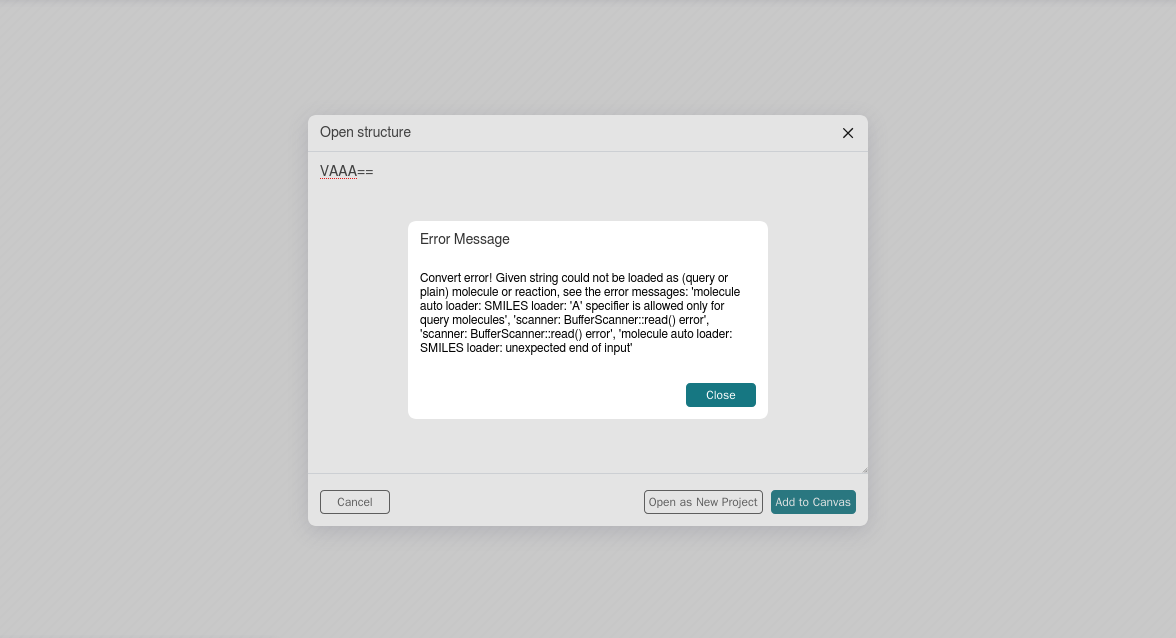 Open structure
VAAA==
Error Message
Convert error! Given string could not be loaded as (query or
plain) molecule or reaction, see the error messages: 'molecule
auto loader: SMILES loader: 'A' specifier is allowed only for
query molecules', 'scanner: BufferScanner::read() error',
'scanner: BufferScanner::read() error', 'molecule auto loader:
SMILES loader: unexpected end of input'
Close
Cancel
Open as New Project
Add to Canvas